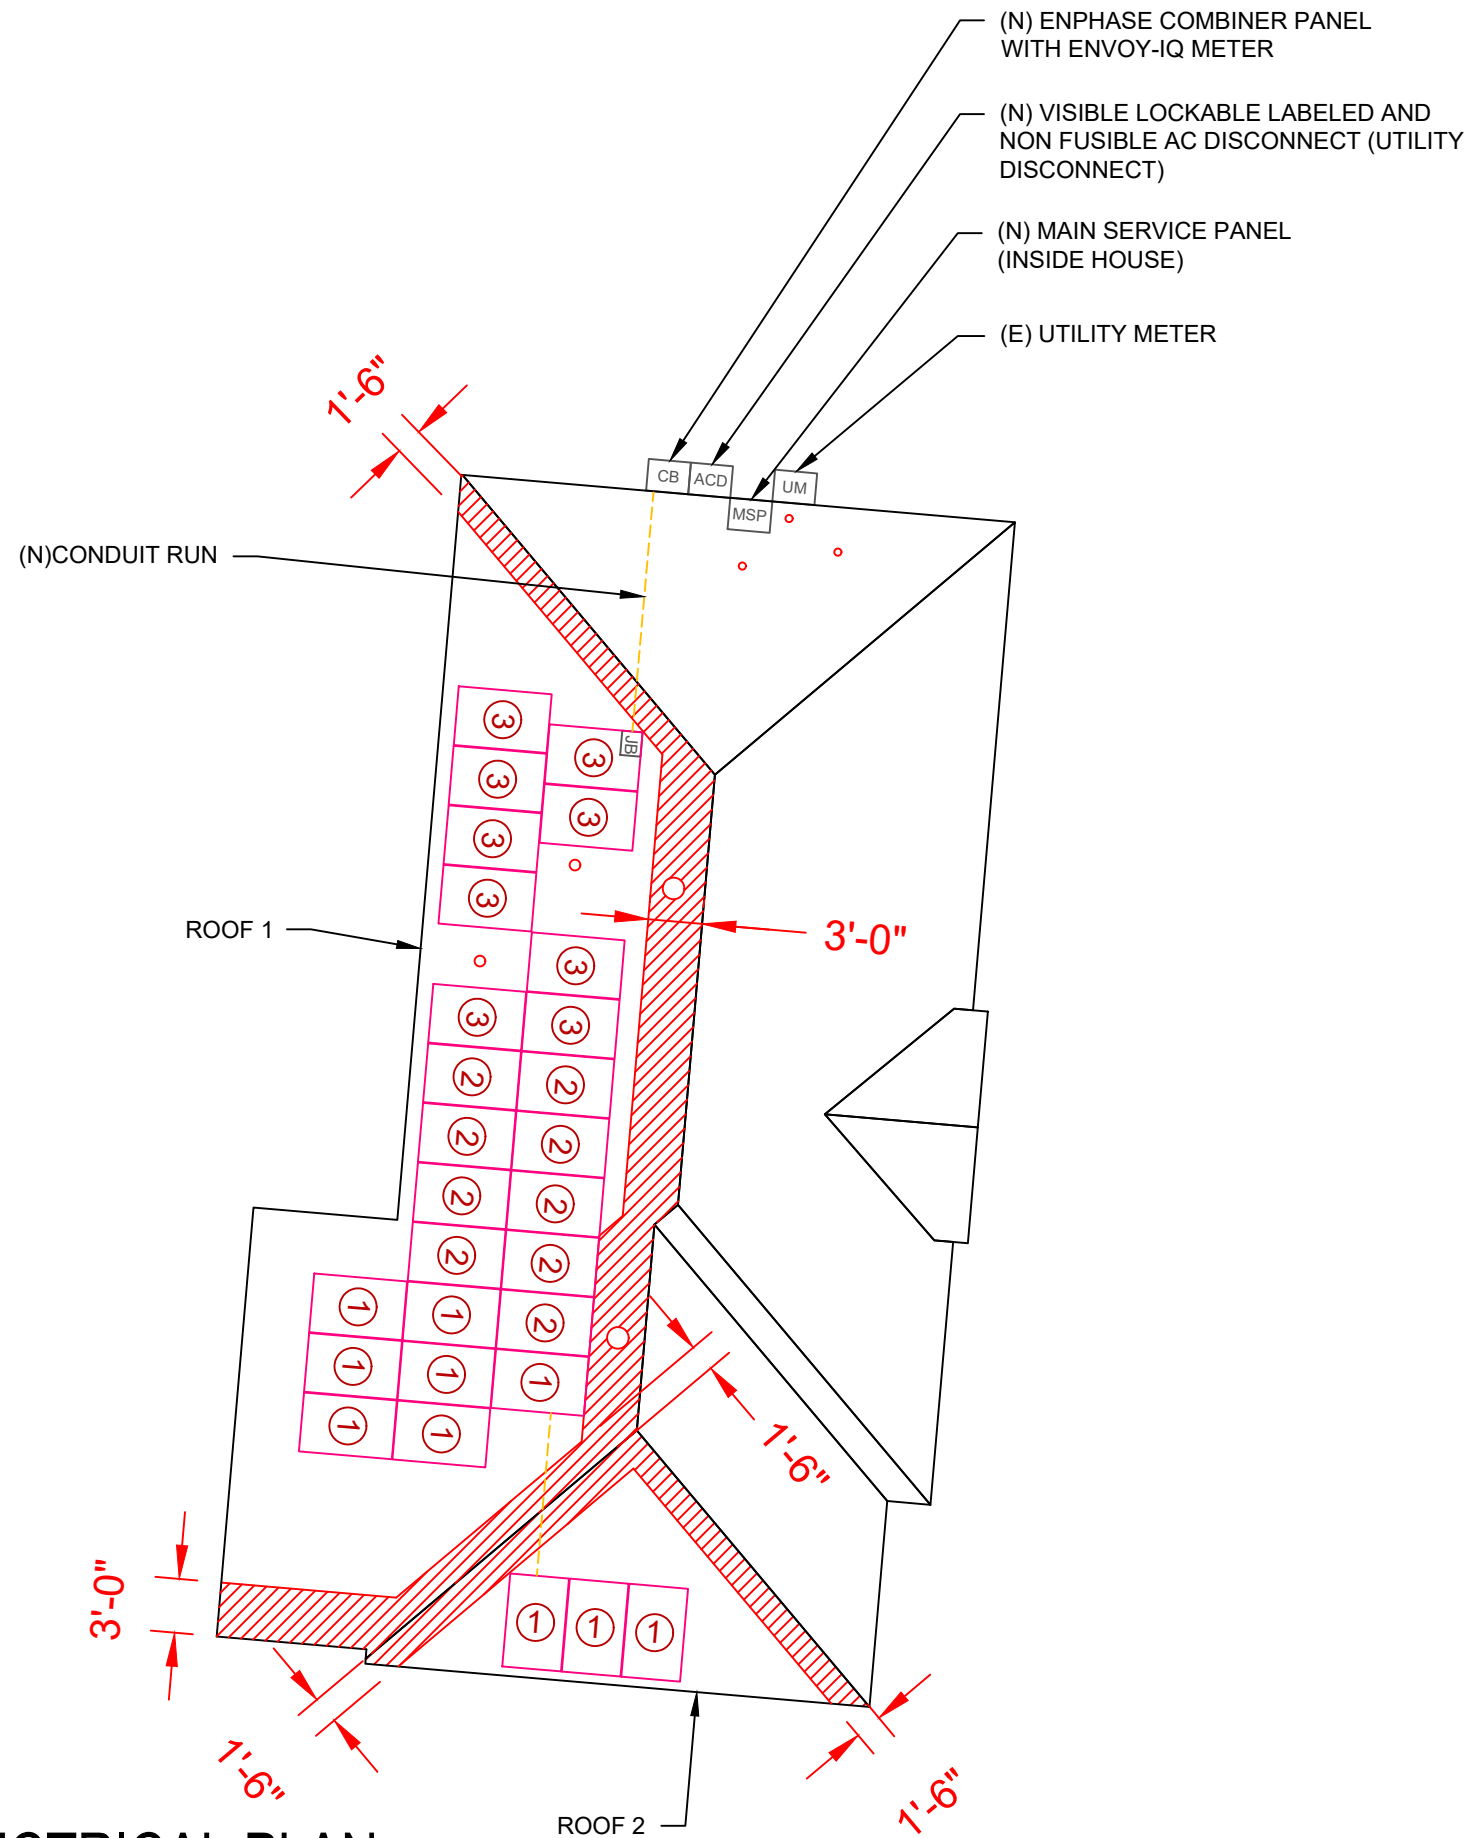 (N) ENPHASE COMBINER PANEL
WITH ENVOY-IQ METER
(N) VISIBLE LOCKABLE LABELED AND
NON FUSIBLE AC DISCONNECT (UTILITY
DISCONNECT)
(N) MAIN SERVICE PANEL
(INSIDE HOUSE)
(E) UTILITY METER
1'-6"
CB
ACD
MSP
UM
(N)CONDUIT RUN
JB
3
3
3
3
3
3
ROOF 1
3'-0"
3
3
3
2
2
2
2
2
2
2
2
1
1
2
1
1
1
1
1
1'-6"
3'-0"
1
1
1
1'-6"
1'-6"
ROOF 2
CTRICAL PLAN